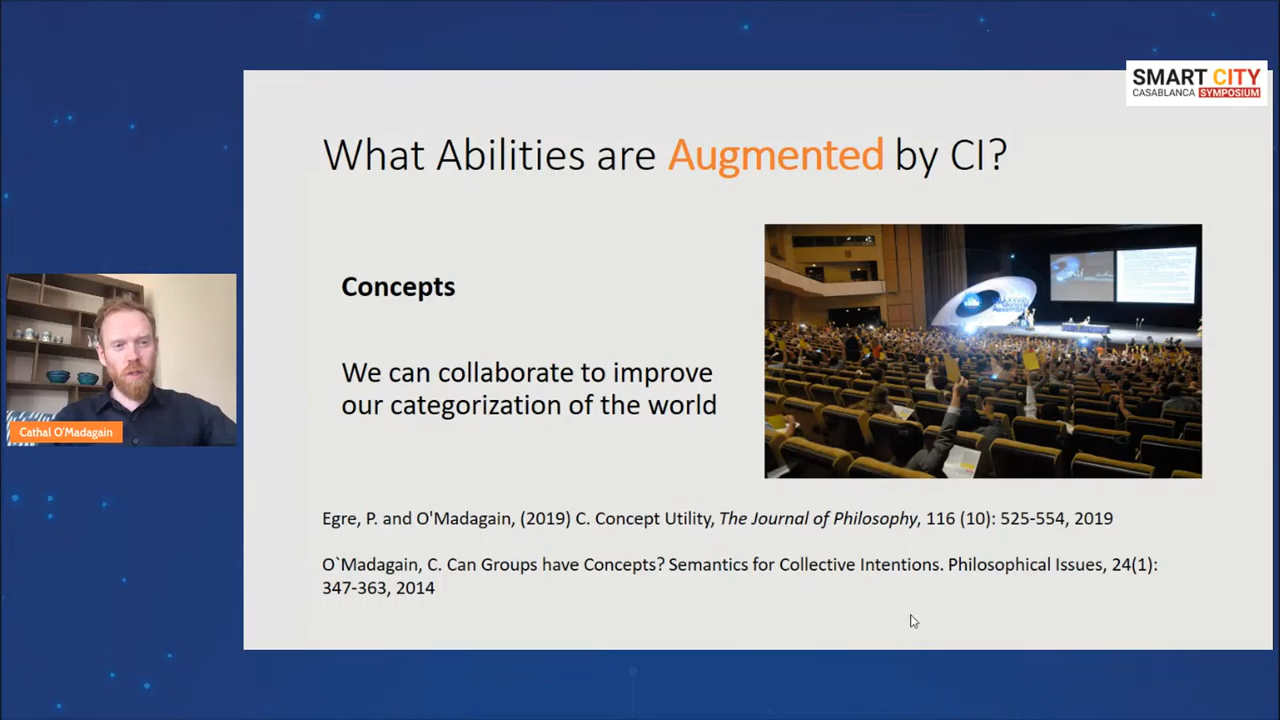 SMART CITY
CASABLANCA SYMPOSIUM
What Abilities are Augmented by CI?
Concepts
We can collaborate to improve
our categorization of the world
Cathal O'Madagain
Egre, P. and O'Madagain, (2019) C. Concept Utility, The Journal of Philosophy, 116 (10): 525-554, 2019
O`Madagain, C. Can Groups have Concepts? Semantics for Collective Intentions. Philosophical Issues, 24(1):
347-363, 2014